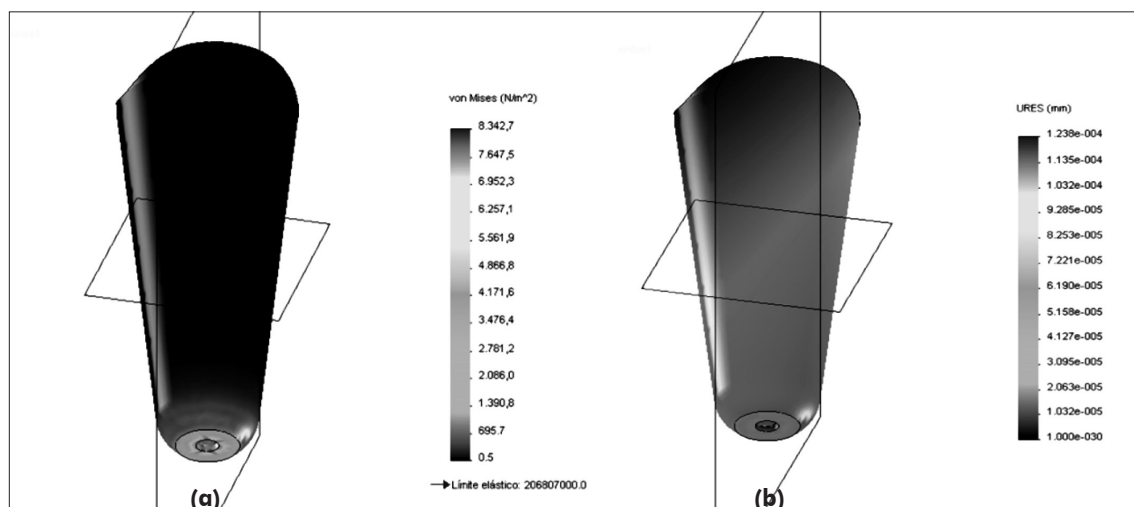 von Mises (N/m^2)
8.342,7
7.647,5
6.952,3
6.257,1
5.561,9
4.866,8
4.171,6
3.476,4
2.781,2
2.086,0
1.390,8
695.7
0.5
Límite elástico: 206807000.0
(a)
URES (mm)
1.238e-004
1.135e-004
1.032e-004
9.285e-005
8.253e-005
7.221e-005
6.190e-005
5.158e-005
4.127e-005
3.095e-005
2.063e-005
1.032e-005
1.000e-030
(b)